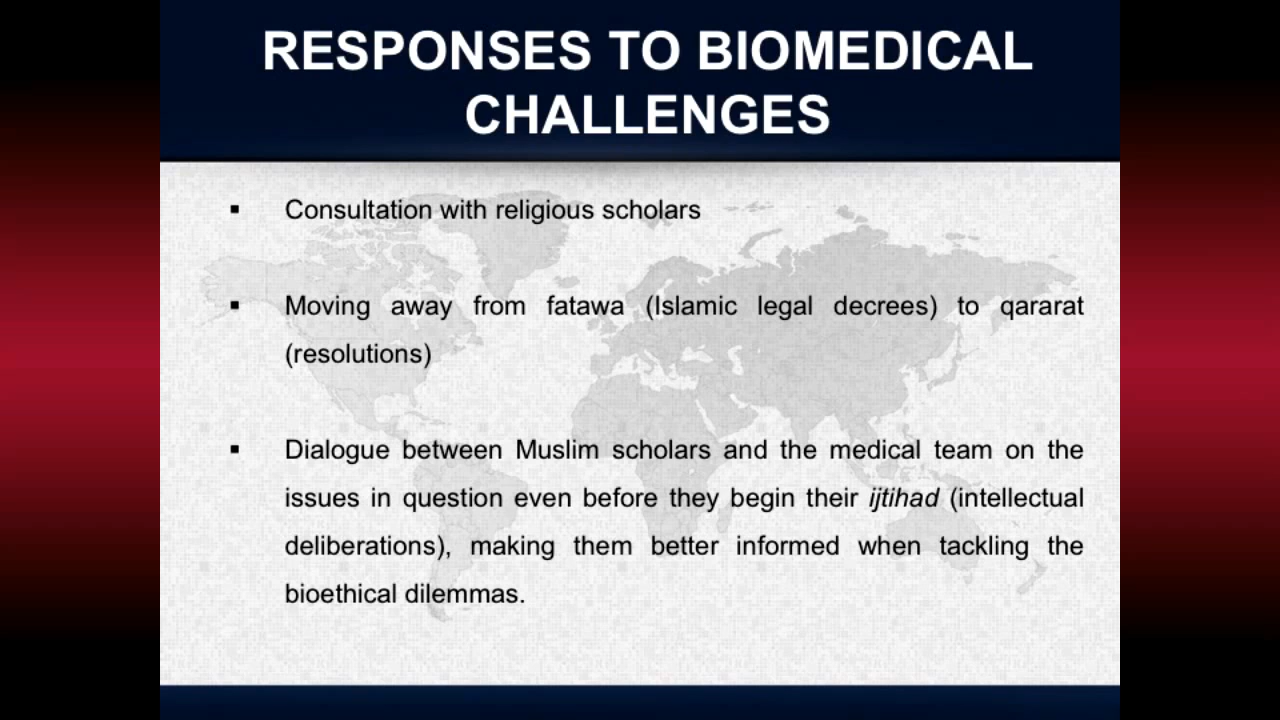 RESPONSES TO BIOMEDICAL
CHALLENGES
▪ Consultation with religious scholars
▪ Moving away from fatawa (Islamic legal decrees) to qararat
(resolutions)
▪ Dialogue between Muslim scholars and the medical team on the
issues in question even before they begin their ijtihad (intellectual
deliberations), making them better informed when tackling the
bioethical dilemmas.